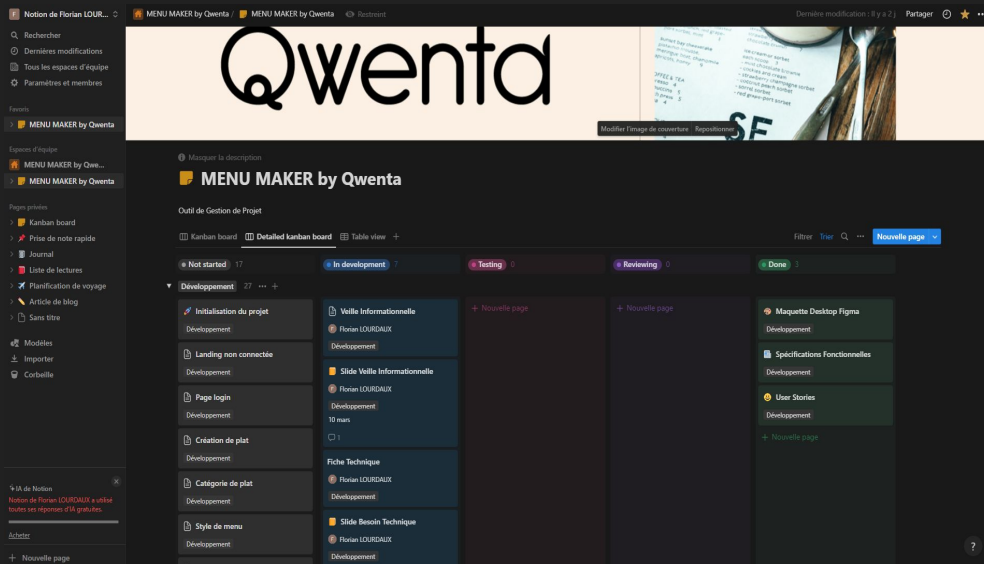 Notion de Florian LOUR...
MENU MAKER by Qwenta / MENU MAKER by Qwenta Restreint
Dernière modification : Il y a 2 j Partager
Rechercher
Dernières modifications
Tous les espaces d'équipe
Paramètres et membres
Favoris
MENU MAKER by Qwenta
Espaces d'équipe
MENU MAKER by Qwe...
MENU MAKER by Qwenta
Pages privées
Kanban board
Prise de note rapide
Journal
Liste de lectures
Planification de voyage
Article de blog
Sans titre
Modèles
Importer
Corbeille
IA de Notion
Notion de Florian LOURDAUX a utilisé
toutes ses réponses d'IA gratuites.
Acheter
Nouvelle page
Qwenta
COFFEE & TEA
SE
Modifier l'image de couverture Repositionner
Masquer la description
MENU MAKER by Qwenta
Outil de Gestion de Projet
Kanban board Detailed kanban board Table view +
Filtrer Trier ... Nouvelle page
Not started 17
In development 7
Testing 0
Reviewing 0
Done 3
Développement 27 ... +
Initialisation du projet
Développement
Landing non connectée
Développement
Page login
Développement
Création de plat
Développement
Catégorie de plat
Développement
Style de menu
Développement
Veille Informationnelle
Florian LOURDAUX
Développement
Slide Veille Informationnelle
Florian LOURDAUX
Développement
10 mars
1
Fiche Technique
Florian LOURDAUX
Développement
Slide Besoin Technique
Florian LOURDAUX
Développement
+ Nouvelle page
+ Nouvelle page
Maquette Desktop Figma
Développement
Spécifications Fonctionnelles
Développement
User Stories
Développement
+ Nouvelle page
?